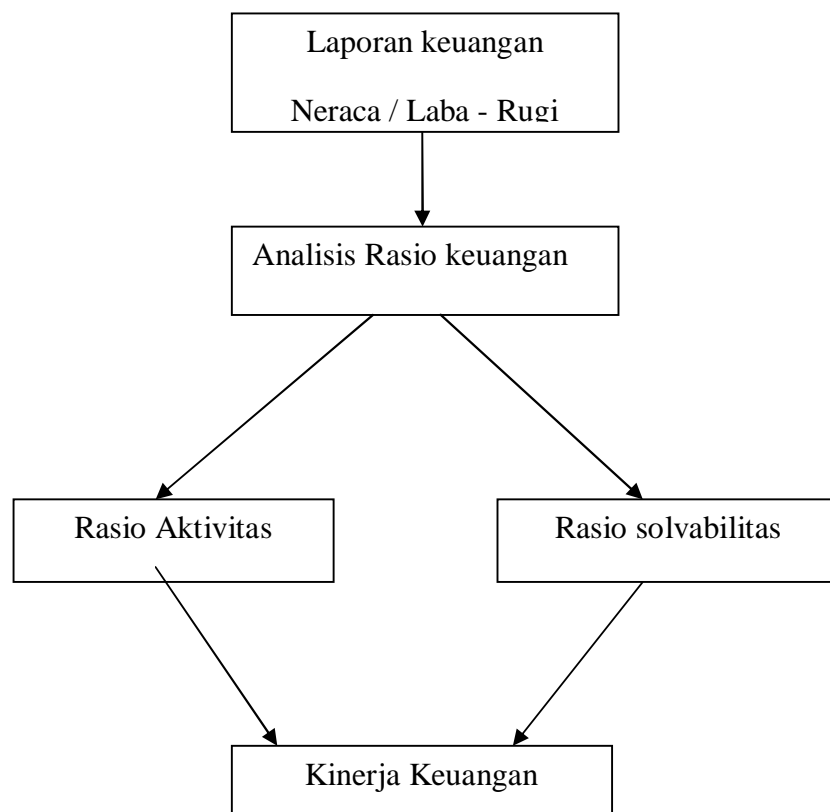 Laporan keuangan
Neraca / Laba - Rugi
Analisis Rasio keuangan
Rasio Aktivitas
Rasio solvabilitas
Kinerja Keuangan